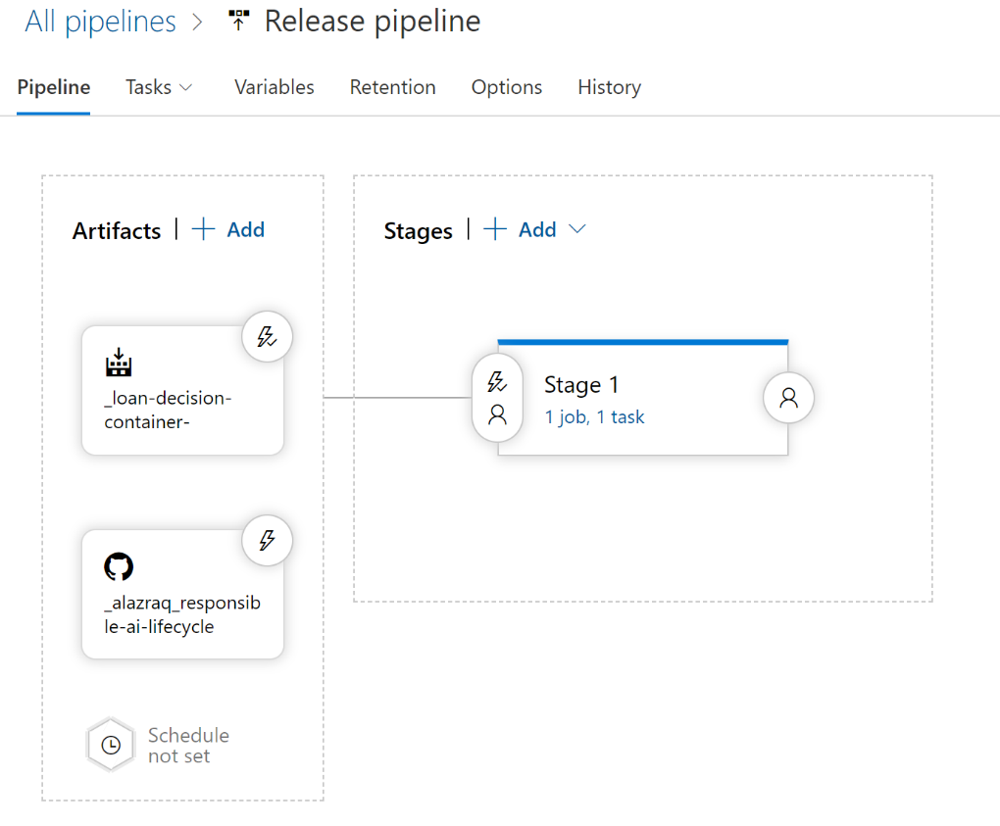 All pipelines > Release pipeline
Pipeline Tasks Variables Retention Options History
Artifacts | + Add
Stages | + Add
_loan-decision-
container-
Stage 1
1 job, 1 task
_alazraq_responsib
le-ai-lifecycle
Schedule
not set